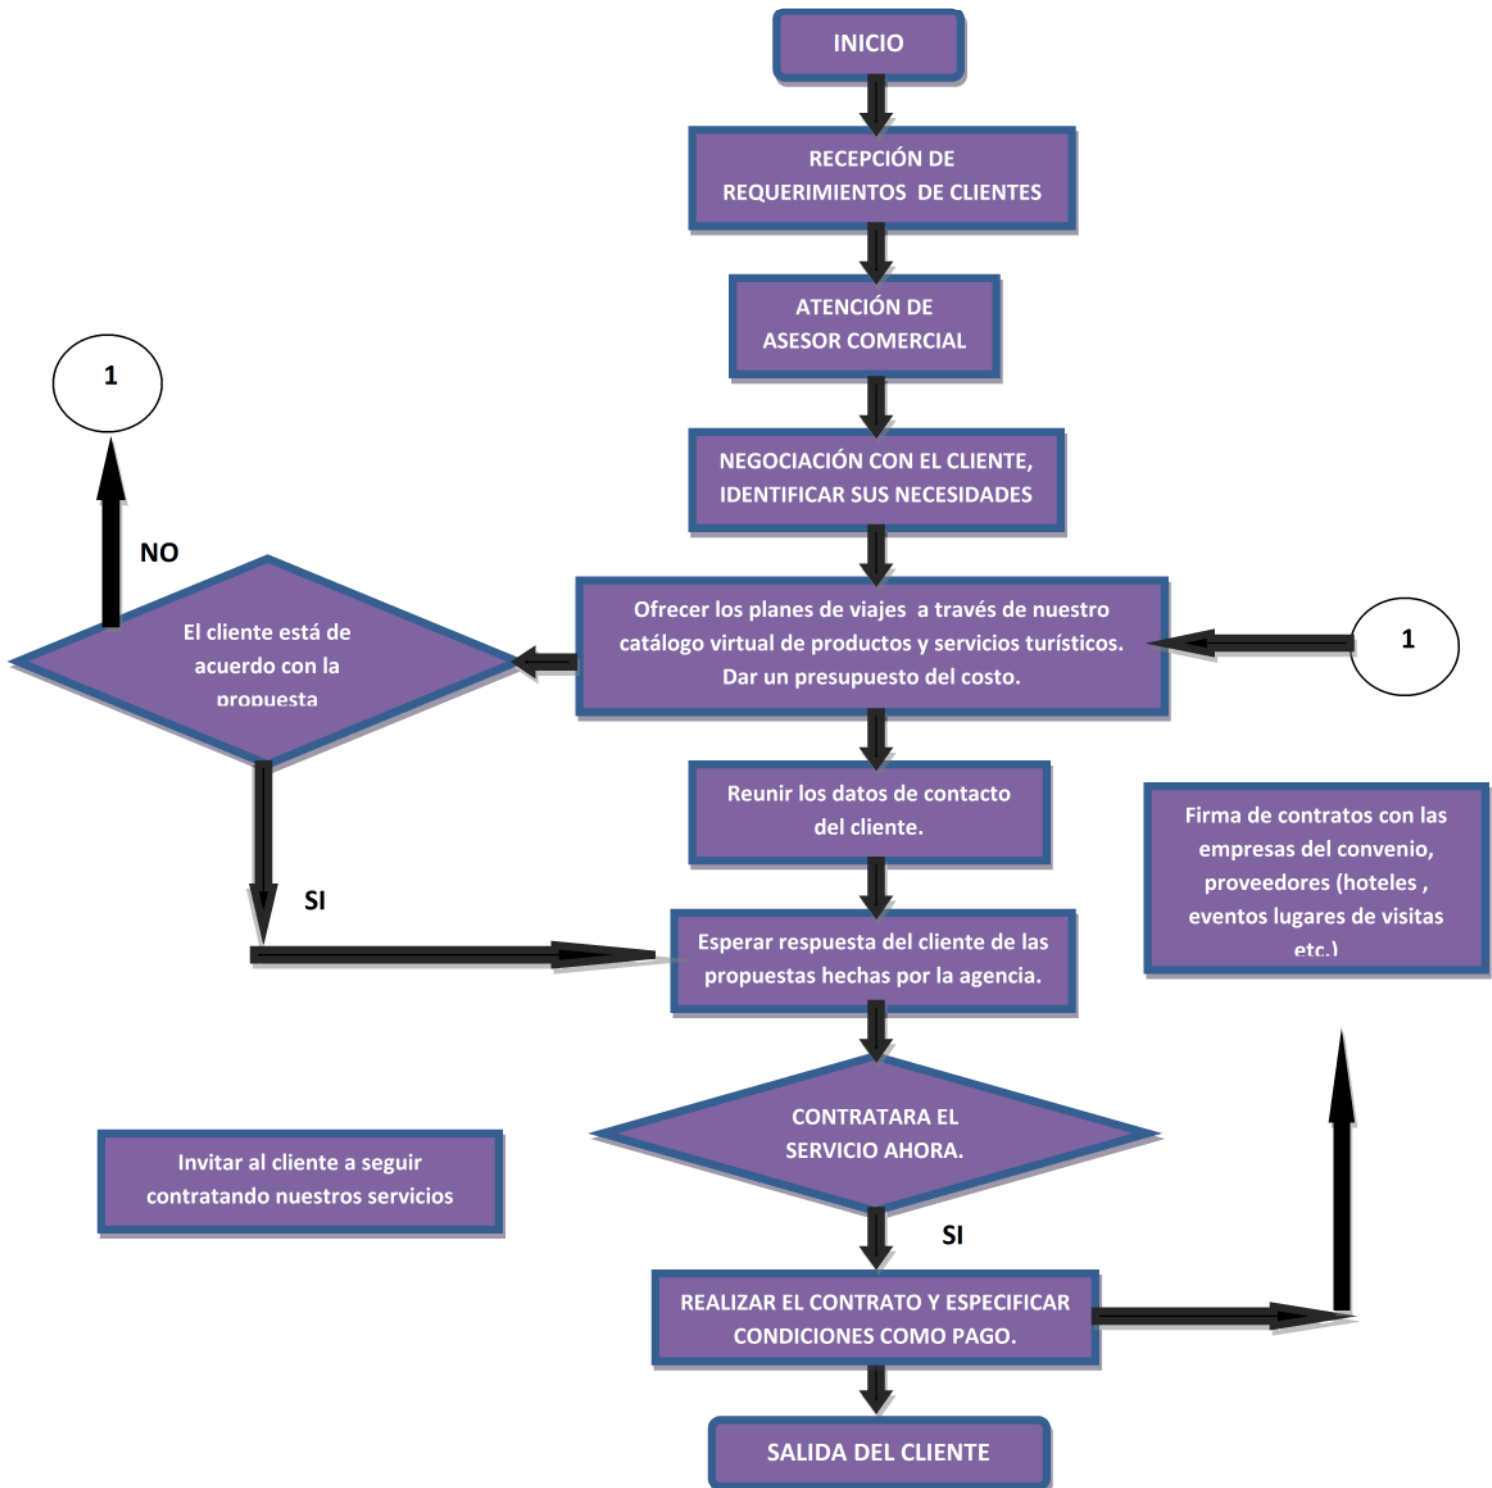 INICIO
RECEPCIÓN DE
REQUERIMIENTOS DE CLIENTES
ATENCIÓN DE
ASESOR COMERCIAL
1
NEGOCIACIÓN CON EL CLIENTE,
IDENTIFICAR SUS NECESIDADES
NO
Ofrecer los planes de viajes a través de nuestro
catálogo virtual de productos y servicios turísticos.
Dar un presupuesto del costo.
1
El cliente está de
acuerdo con la
propuesta
Reunir los datos de contacto
del cliente.
Firma de contratos con las
empresas del convenio,
proveedores (hoteles ,
eventos lugares de visitas
etc.)
SI
Esperar respuesta del cliente de las
propuestas hechas por la agencia.
CONTRATARA EL
SERVICIO AHORA.
Invitar al cliente a seguir
contratando nuestros servicios
SI
REALIZAR EL CONTRATO Y ESPECIFICAR
CONDICIONES COMO PAGO.
SALIDA DEL CLIENTE